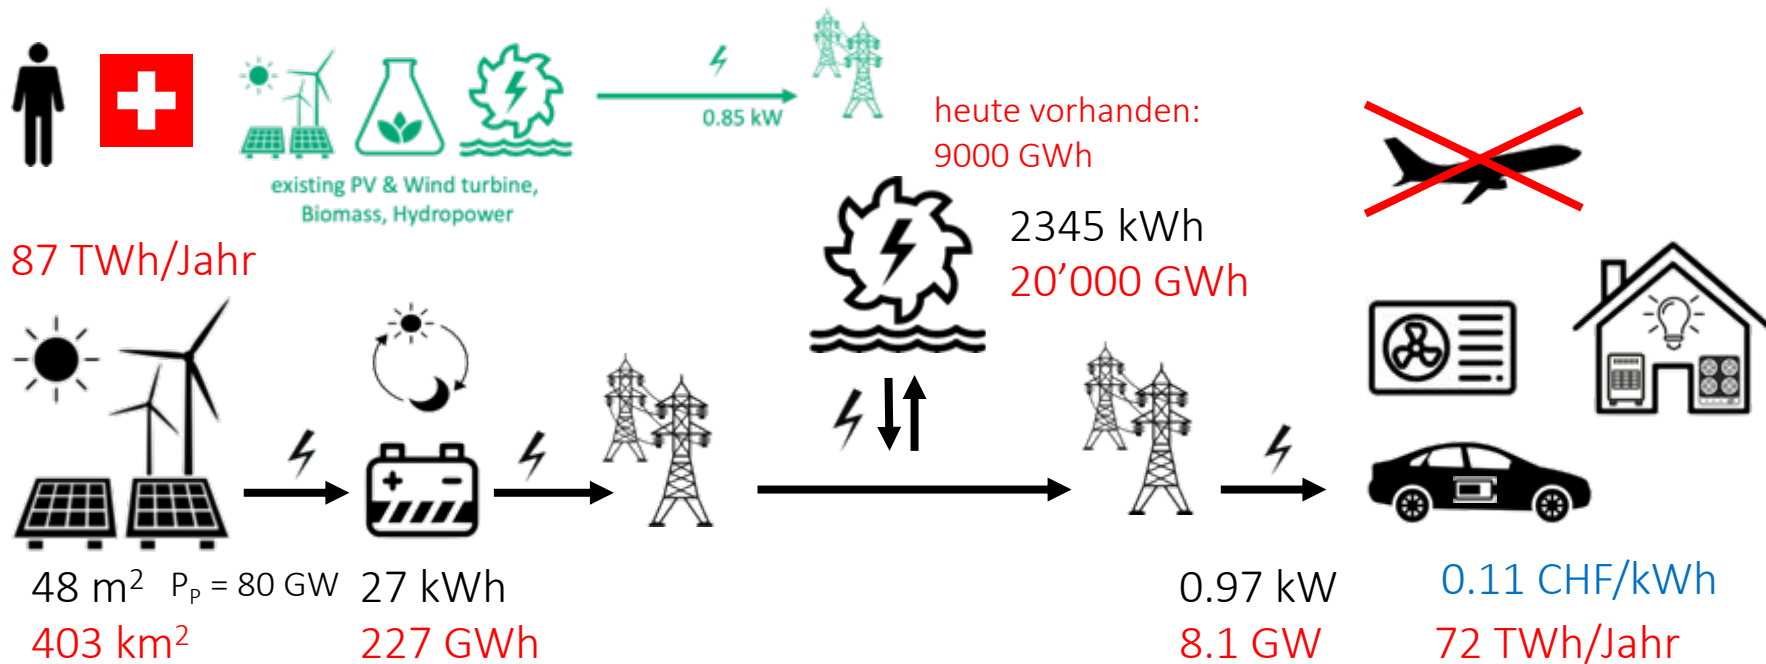 0.85 kW
heute vorhanden:
9000 GWh
existing PV & Wind turbine,
Biomass, Hydropower
2345 kWh
20’000 GWh
87 TWh/Jahr
48 m² Pₚ = 80 GW
403 km²
27 kWh
227 GWh
0.97 kW
8.1 GW
0.11 CHF/kWh
72 TWh/Jahr